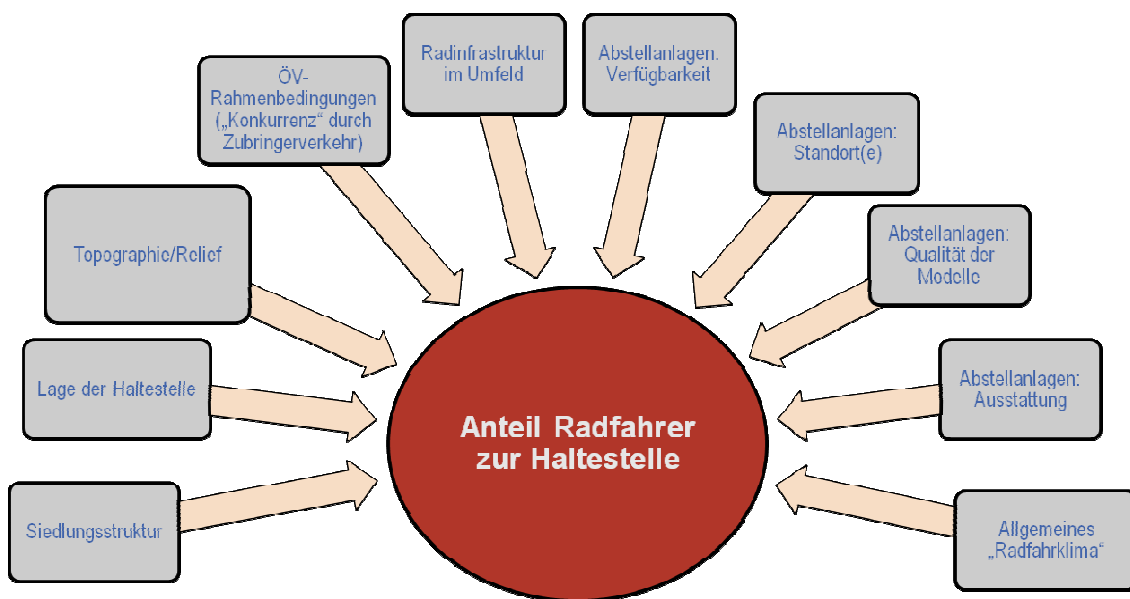 ÖV-
Rahmenbedingungen
(„Konkurrenz“ durch
Zubringerverkehr)
Radinfrastruktur
im Umfeld
Abstellanlagen:
Verfügbarkeit
Abstellanlagen:
Standort(e)
Topographie/Relief
Abstellanlagen:
Qualität der
Modelle
Lage der Haltestelle
Abstellanlagen:
Ausstattung
Anteil Radfahrer
zur Haltestelle
Siedlungsstruktur
Allgemeines
„Radfahrklima“